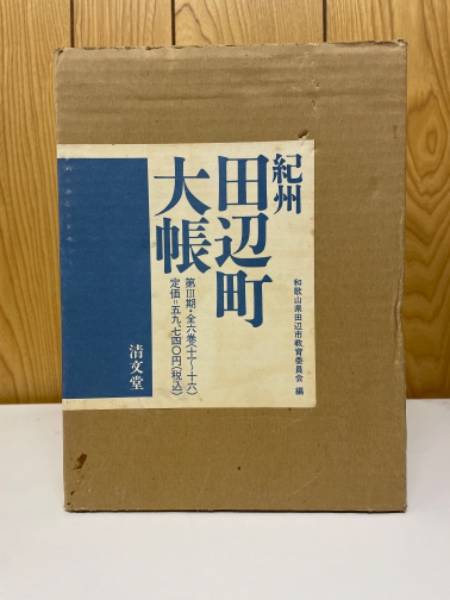 紀州
田辺町
大帳
和歌山県田辺市教育委員会 編
第III期・全六巻(十一〜十六)
定価=五九、七四〇円(税込)
清文堂